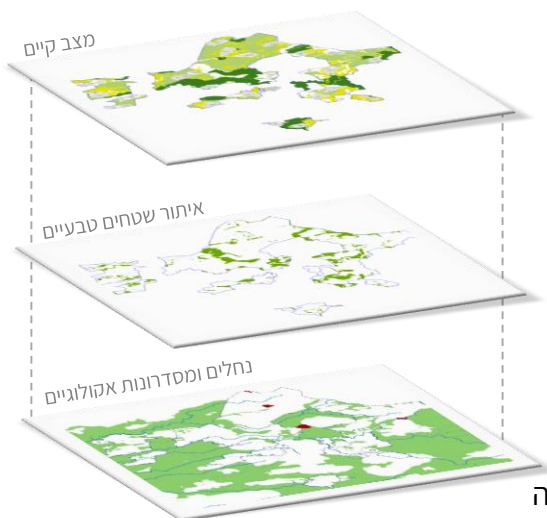 מצב קיים
איתור שטחים טבעיים
נחלים ומסדרונות אקולוגיים
ה